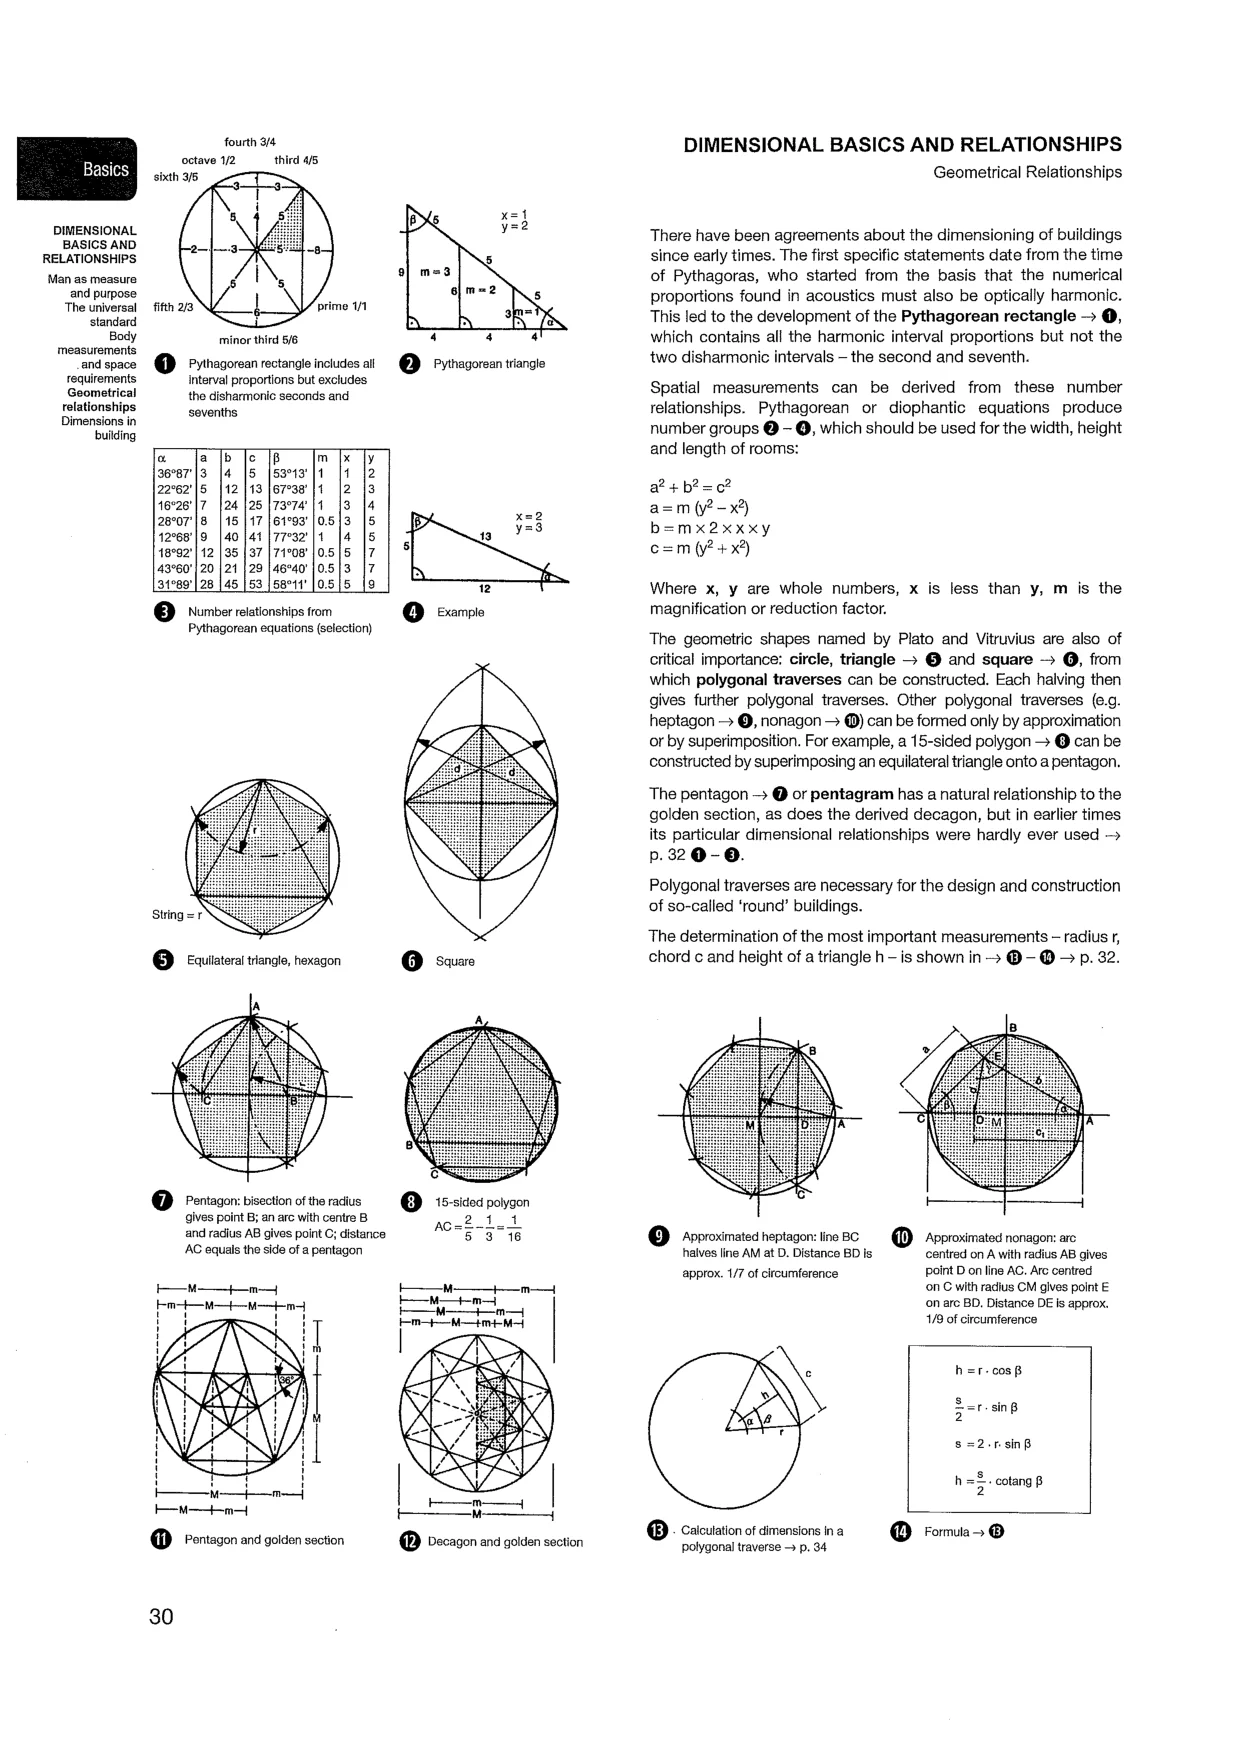 Basics
DIMENSIONAL
BASICS AND
RELATIONSHIPS
Man as measure
and purpose
The universal
standard
Body
measurements
and space
requirements
Geometrical
relationships
Dimensions in
building
fourth 3/4
octave 1/2 third 4/5
sixth 3/5
1
3 3
5 4 5
2 3 5 8
5 5
6
fifth 2/3 prime 1/1
minor third 5/6
1 Pythagorean rectangle includes all
interval proportions but excludes
the disharmonic seconds and
sevenths
x = 1
y = 2
β 5
5
9 m = 3
6 m = 2
5
3 m = 1 α
4 4 4
2 Pythagorean triangle
α a b c β m x y
36°87' 3 4 5 53°13' 1 1 2
22°62' 5 12 13 67°38' 1 2 3
16°26' 7 24 25 73°74' 1 3 4
28°07' 8 15 17 61°93' 0.5 3 5
12°68' 9 40 41 77°32' 1 4 5
18°92' 12 35 37 71°08' 0.5 5 7
43°60' 20 21 29 46°40' 0.5 3 7
31°89' 28 45 53 58°11' 0.5 5 9
3 Number relationships from
Pythagorean equations (selection)
x = 2
y = 3
β
13
5
α
12
4 Example
r
String = r
5 Equilateral triangle, hexagon
d d
6 Square
A
r
C B
7 Pentagon: bisection of the radius
gives point B; an arc with centre B
and radius AB gives point C; distance
AC equals the side of a pentagon
A
B
C
8 15-sided polygon
AC = 2/5 - 1/3 = 1/16
M m
m M M m
m
36°
M
M m
M m
11 Pentagon and golden section
M m
M m
M m
m M m M
m
M
12 Decagon and golden section
30
DIMENSIONAL BASICS AND RELATIONSHIPS
Geometrical Relationships
There have been agreements about the dimensioning of buildings
since early times. The first specific statements date from the time
of Pythagoras, who started from the basis that the numerical
proportions found in acoustics must also be optically harmonic.
This led to the development of the Pythagorean rectangle → 1,
which contains all the harmonic interval proportions but not the
two disharmonic intervals – the second and seventh.
Spatial measurements can be derived from these number
relationships. Pythagorean or diophantic equations produce
number groups 2 – 4, which should be used for the width, height
and length of rooms:
a² + b² = c²
a = m (y² – x²)
b = m x 2 x x x y
c = m (y² + x²)
Where x, y are whole numbers, x is less than y, m is the
magnification or reduction factor.
The geometric shapes named by Plato and Vitruvius are also of
critical importance: circle, triangle → 5 and square → 6, from
which polygonal traverses can be constructed. Each halving then
gives further polygonal traverses. Other polygonal traverses (e.g.
heptagon → 9, nonagon → 10) can be formed only by approximation
or by superimposition. For example, a 15-sided polygon → 8 can be
constructed by superimposing an equilateral triangle onto a pentagon.
The pentagon → 7 or pentagram has a natural relationship to the
golden section, as does the derived decagon, but in earlier times
its particular dimensional relationships were hardly ever used →
p. 32 1 – 3.
Polygonal traverses are necessary for the design and construction
of so-called ‘round’ buildings.
The determination of the most important measurements – radius r,
chord c and height of a triangle h – is shown in → 13 – 14 → p. 32.
B
M D A
C
9 Approximated heptagon: line BC
halves line AM at D. Distance BD is
approx. 1/7 of circumference
B
a
E
γ
d b
β α
C D M A
c₁
10 Approximated nonagon: arc
centred on A with radius AB gives
point D on line AC. Arc centred
on C with radius CM gives point E
on arc BD. Distance DE is approx.
1/9 of circumference
c
h
α β
r
13 Calculation of dimensions in a
polygonal traverse → p. 34
h = r · cos β
s/2 = r · sin β
s = 2 · r · sin β
h = s/2 · cotang β
14 Formula → 13